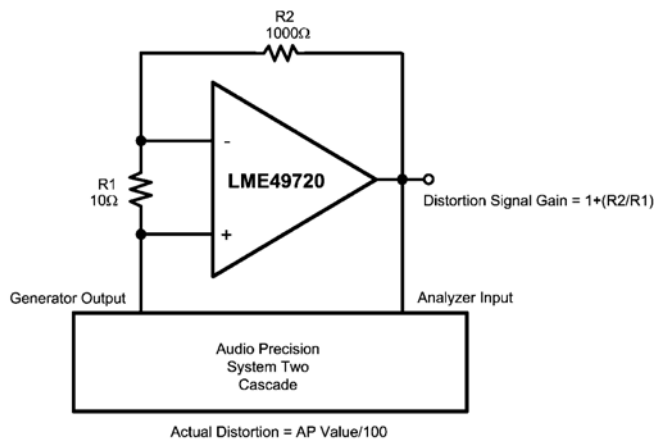 R2
1000Ω
-
LME49720
R1
10Ω
+
Distortion Signal Gain = 1+(R2/R1)
Generator Output
Analyzer Input
Audio Precision
System Two
Cascade
Actual Distortion = AP Value/100